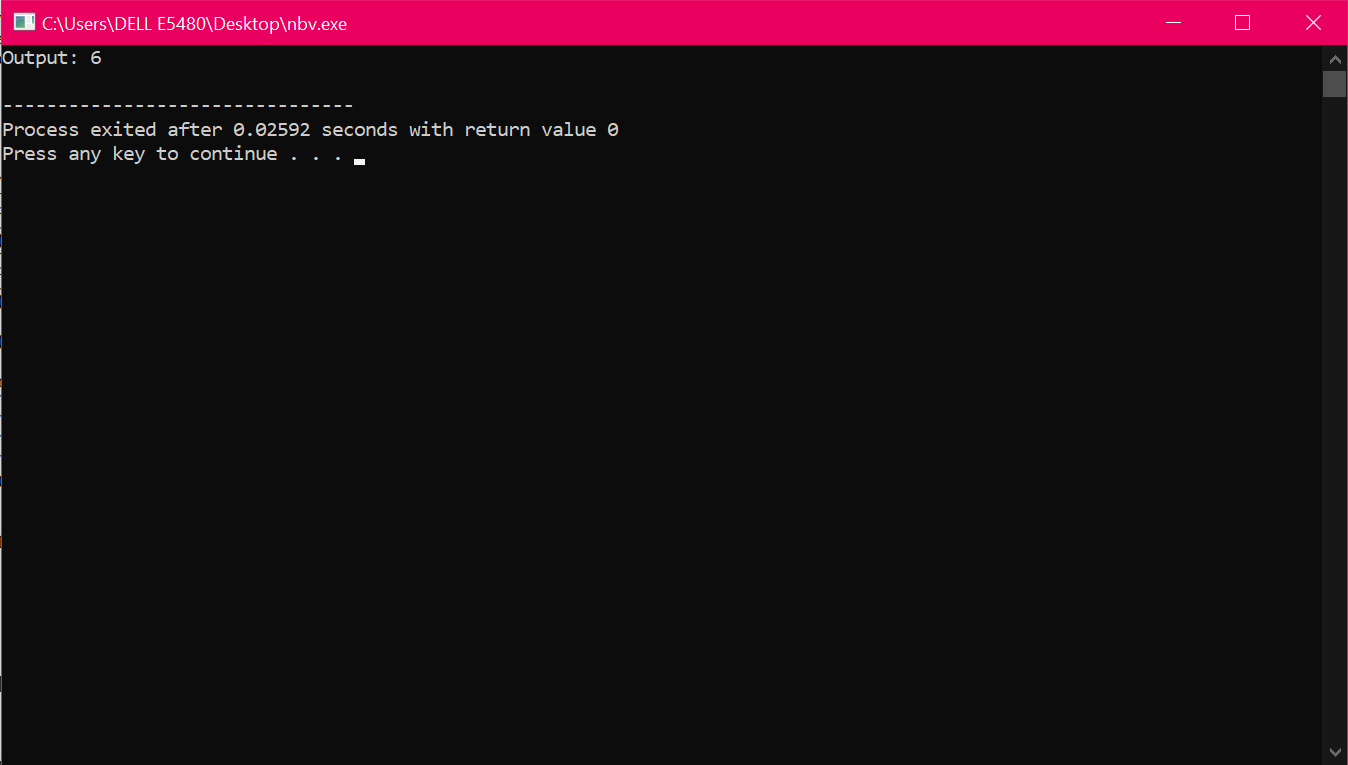 C:\Users\DELL E5480\Desktop\nbv.exe
Output: 6
--------------------------------
Process exited after 0.02592 seconds with return value 0
Press any key to continue . . .